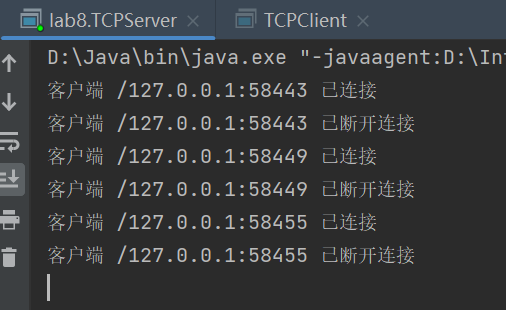 lab8.TCPServer × TCPClient ×
D:\Java\bin\java.exe "-javaagent:D:\Int
客户端 /127.0.0.1:58443 已连接
客户端 /127.0.0.1:58443 已断开连接
客户端 /127.0.0.1:58449 已连接
客户端 /127.0.0.1:58449 已断开连接
客户端 /127.0.0.1:58455 已连接
客户端 /127.0.0.1:58455 已断开连接